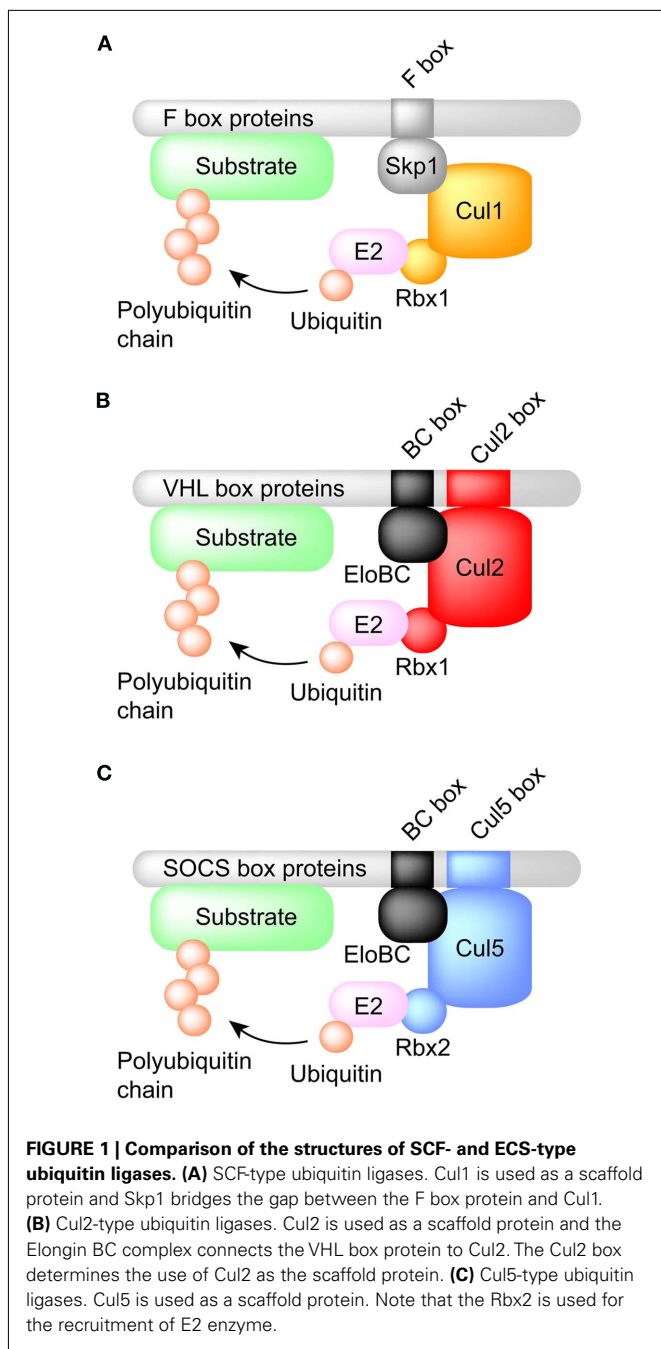 A
F box
F box proteins
Substrate
Skp1
Cul1
E2
Rbx1
Polyubiquitin
chain
Ubiquitin
B
BC box
Cul2 box
VHL box proteins
Substrate
EloBC
Cul2
E2
Rbx1
Polyubiquitin
chain
Ubiquitin
C
BC box
Cul5 box
SOCS box proteins
Substrate
EloBC
Cul5
E2
Rbx2
Polyubiquitin
chain
Ubiquitin
FIGURE 1 | Comparison of the structures of SCF- and ECS-type
ubiquitin ligases. (A) SCF-type ubiquitin ligases. Cul1 is used as a scaffold
protein and Skp1 bridges the gap between the F box protein and Cul1.
(B) Cul2-type ubiquitin ligases. Cul2 is used as a scaffold protein and the
Elongin BC complex connects the VHL box protein to Cul2. The Cul2 box
determines the use of Cul2 as the scaffold protein. (C) Cul5-type ubiquitin
ligases. Cul5 is used as a scaffold protein. Note that the Rbx2 is used for
the recruitment of E2 enzyme.